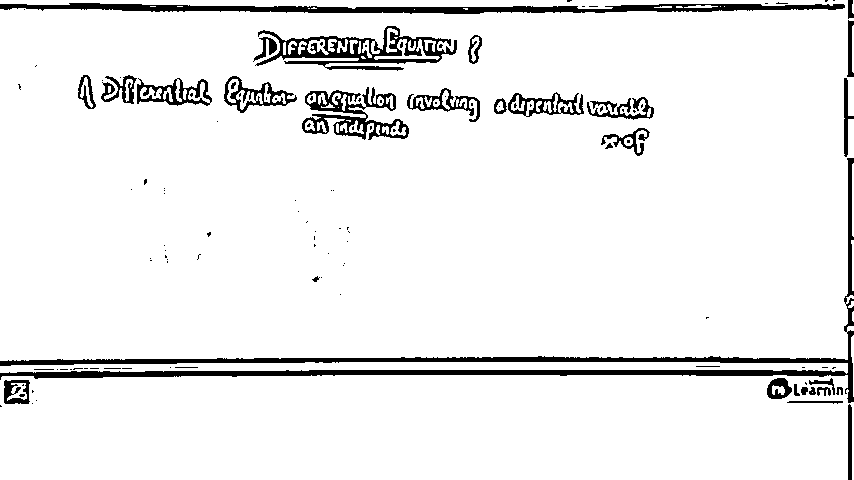 DIFFERENTIAL EQUATION ?
A Differential Equation- an equation involving a dependent variable
an independe
x of
Learning